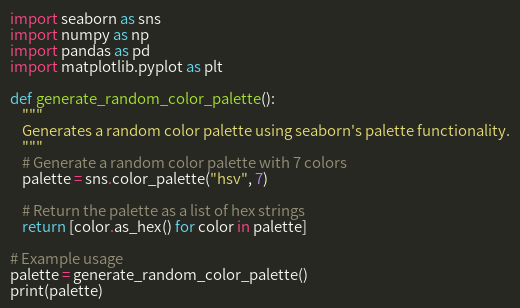 import seaborn as sns
import numpy as np
import pandas as pd
import matplotlib.pyplot as plt

def generate_random_color_palette():
    """
    Generates a random color palette using seaborn's palette functionality.
    """
    # Generate a random color palette with 7 colors
    palette = sns.color_palette("hsv", 7)

    # Return the palette as a list of hex strings
    return [color.as_hex() for color in palette]

# Example usage
palette = generate_random_color_palette()
print(palette)